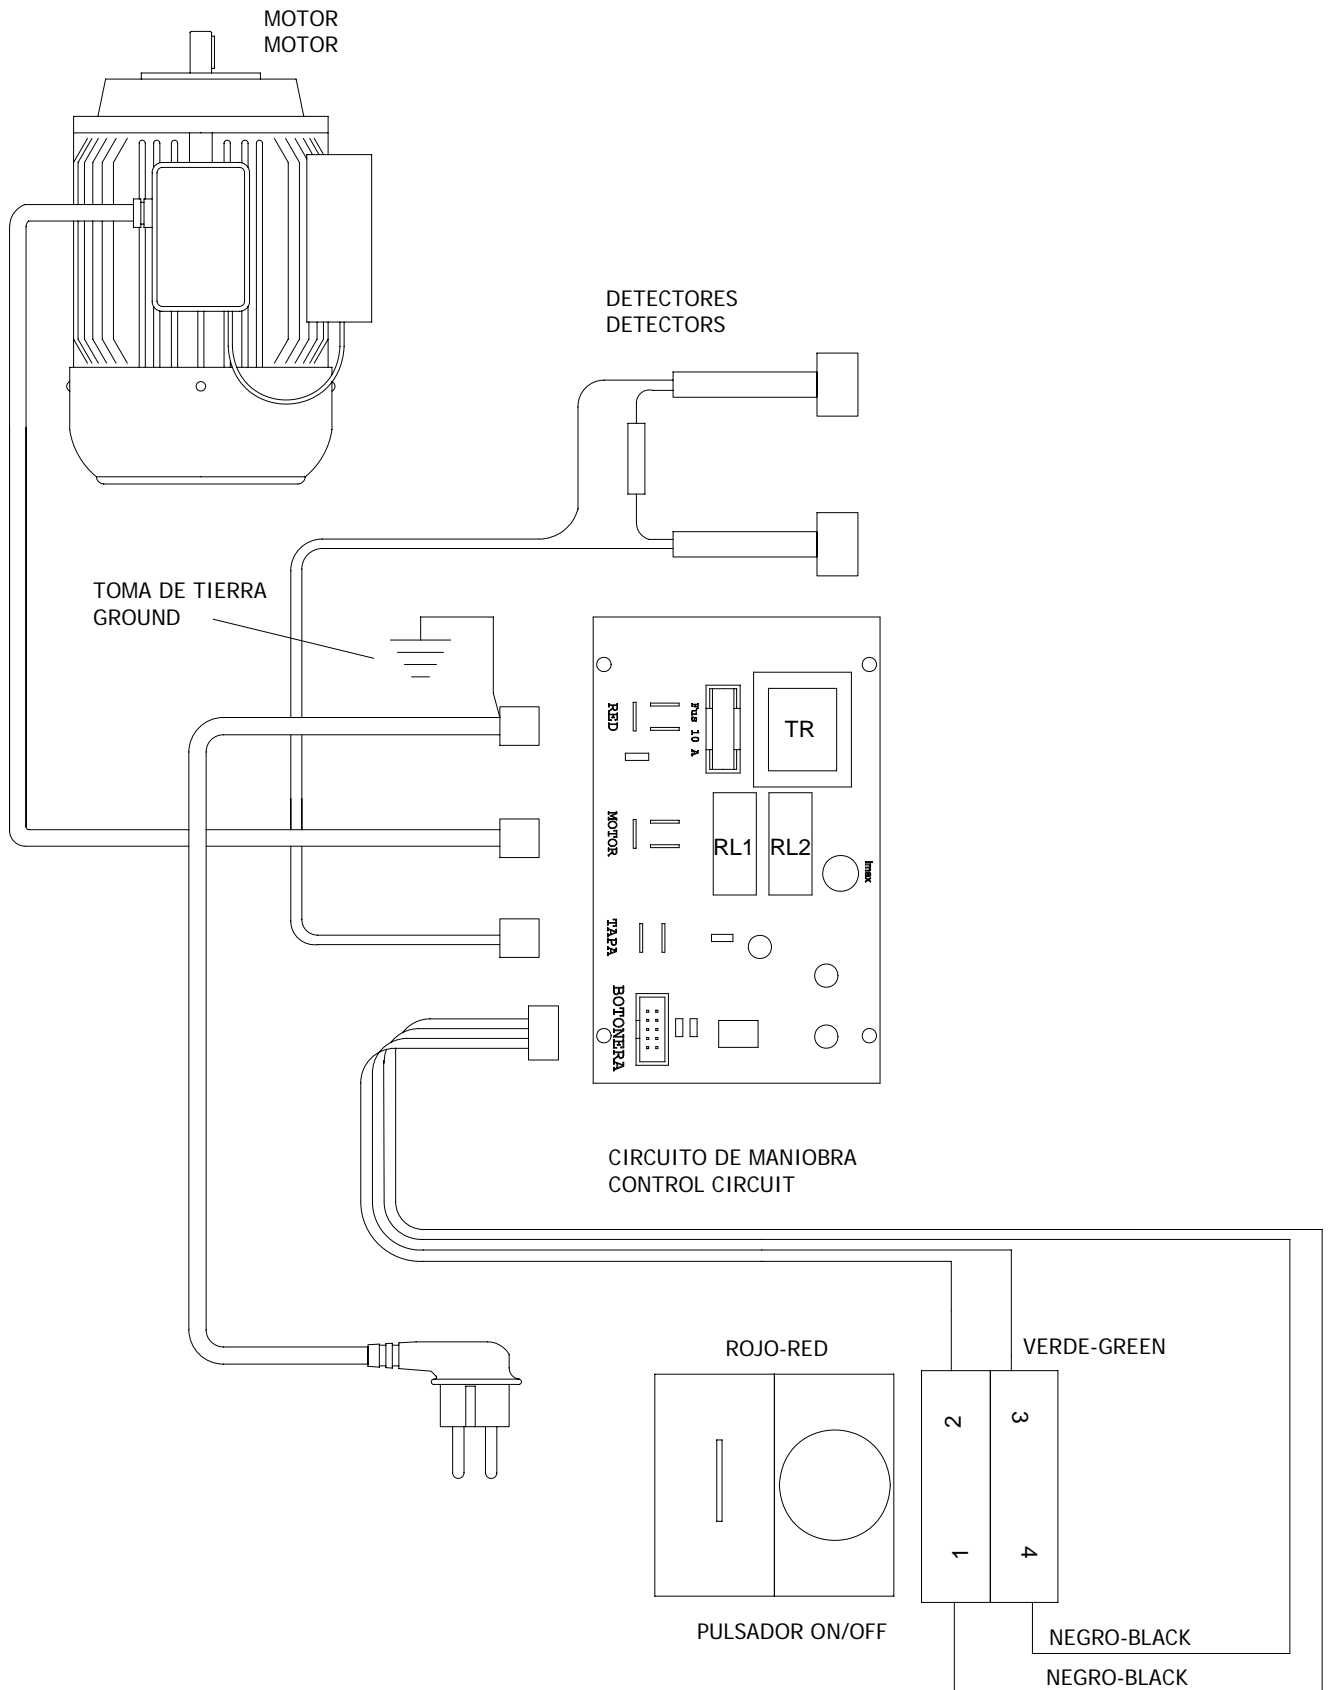 MOTOR
MOTOR
DETECTORES
DETECTORS
TOMA DE TIERRA
GROUND
RED
Fus 10 A
TR
MOTOR
RL1
RL2
Imax
TAPA
BOTONERA
CIRCUITO DE MANIOBRA
CONTROL CIRCUIT
ROJO-RED
VERDE-GREEN
2
3
1
4
PULSADOR ON/OFF
NEGRO-BLACK
NEGRO-BLACK